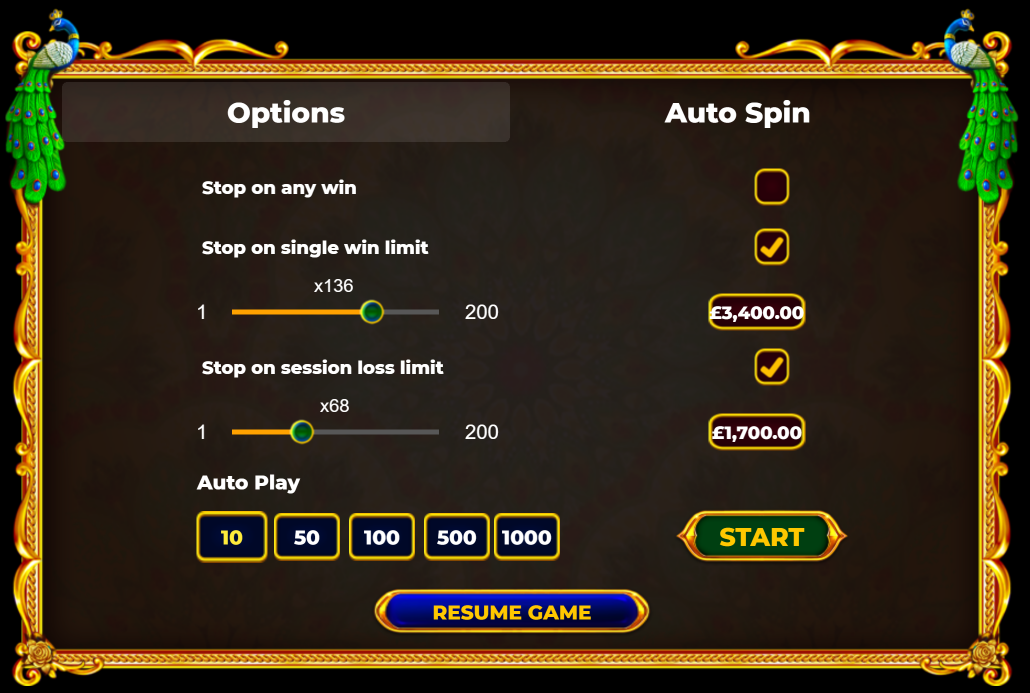 Options
Auto Spin
Stop on any win
Stop on single win limit
x136
1
200
£3,400.00
Stop on session loss limit
x68
1
200
£1,700.00
Auto Play
10
50
100
500
1000
START
RESUME GAME